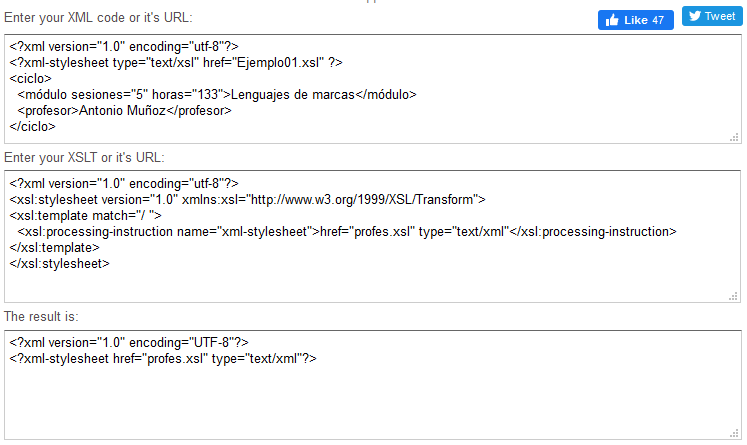 Enter your XML code or it's URL:
Like 47
Tweet
<?xml version="1.0" encoding="utf-8"?>
<?xml-stylesheet type="text/xsl" href="Ejemplo01.xsl" ?>
<ciclo>
  <módulo sesiones="5" horas="133">Lenguajes de marcas</módulo>
  <profesor>Antonio Muñoz</profesor>
</ciclo>
Enter your XSLT or it's URL:
<?xml version="1.0" encoding="utf-8"?>
<xsl:stylesheet version="1.0" xmlns:xsl="http://www.w3.org/1999/XSL/Transform">
<xsl:template match="/ ">
  <xsl:processing-instruction name="xml-stylesheet">href="profes.xsl" type="text/xml"</xsl:processing-instruction>
</xsl:template>
</xsl:stylesheet>
The result is:
<?xml version="1.0" encoding="UTF-8"?>
<?xml-stylesheet href="profes.xsl" type="text/xml"?>